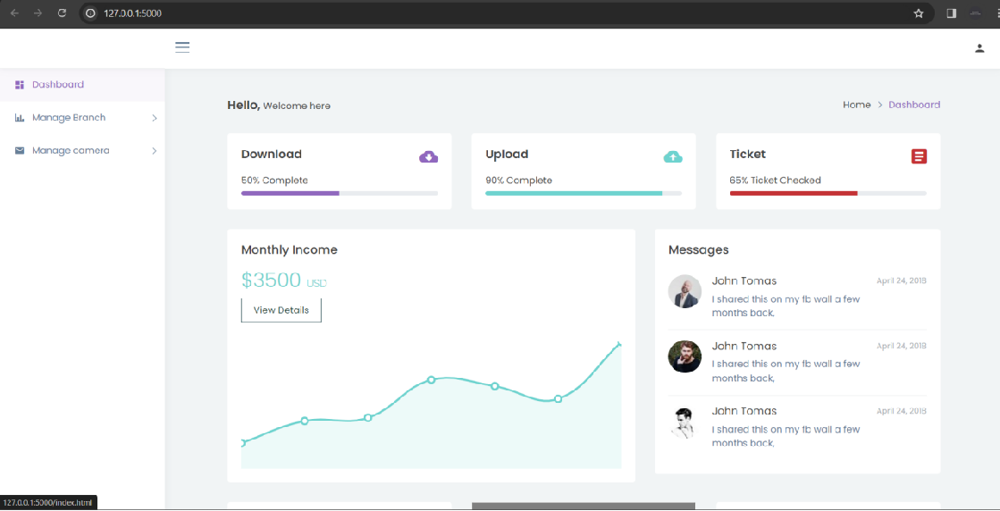 127.0.0.1:5000
Dashboard
Manage Branch
Manage camera
Hello, Welcome here
Home > Dashboard
Download
50% Complete
Upload
90% Complete
Ticket
65% Ticket Checked
Monthly Income
$3500 USD
View Details
Messages
John Tomas
April 24, 2018
I shared this on my fb wall a few
months back,
John Tomas
April 24, 2018
I shared this on my fb wall a few
months back,
John Tomas
April 24, 2018
I shared this on my fb wall a few
months back,
127.0.0.1:5000/index.html